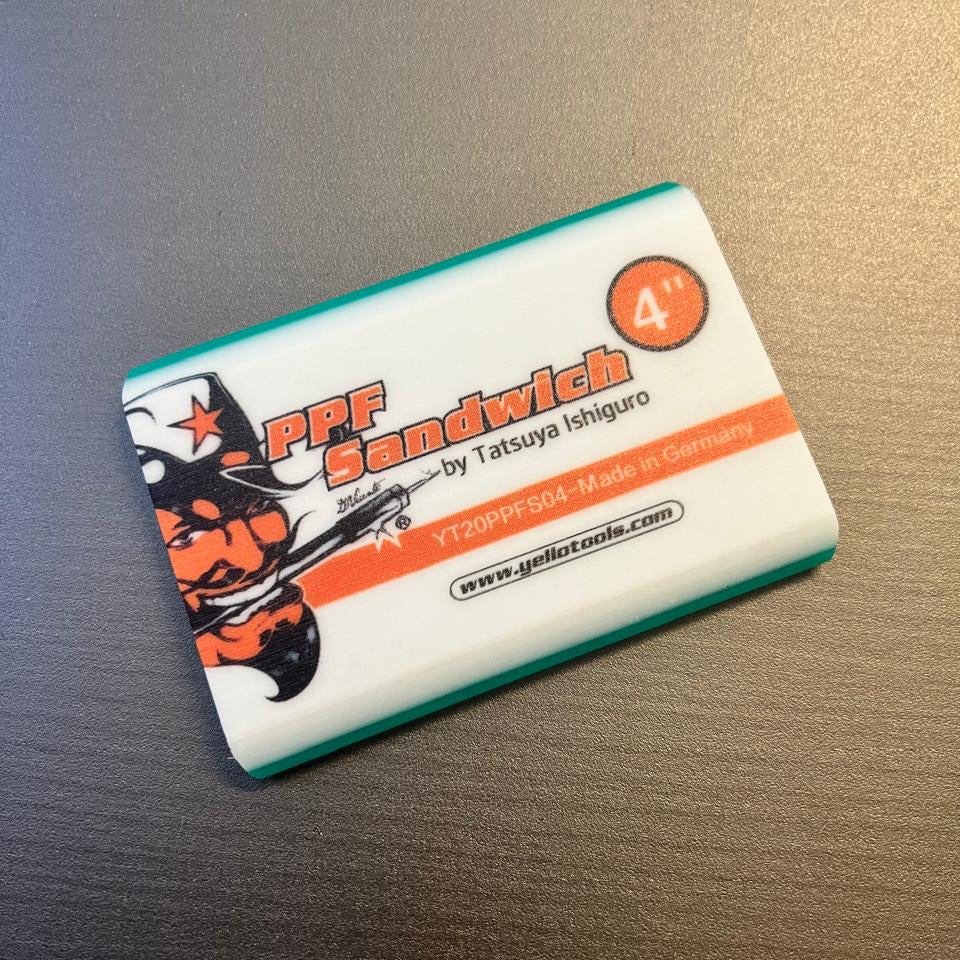 4"
PPF
Sandwich
by Tatsuya Ishiguro
®
YT20PPFS04-Made in Germany
www.yellotools.com